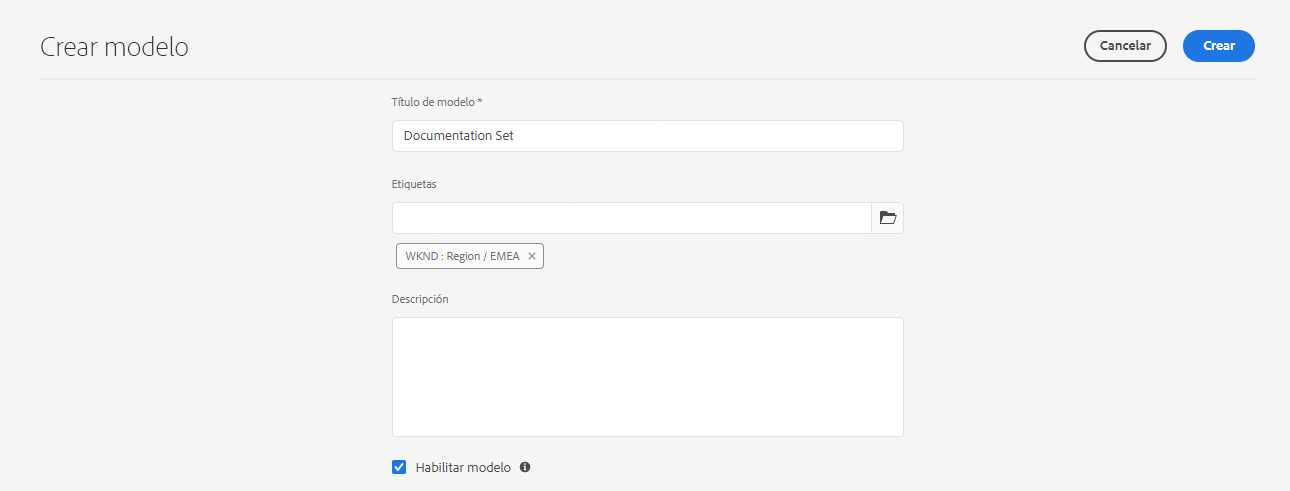 Crear modelo
Cancelar
Crear
Título de modelo *
Documentation Set
Etiquetas
WKND : Region / EMEA
Descripción
Habilitar modelo